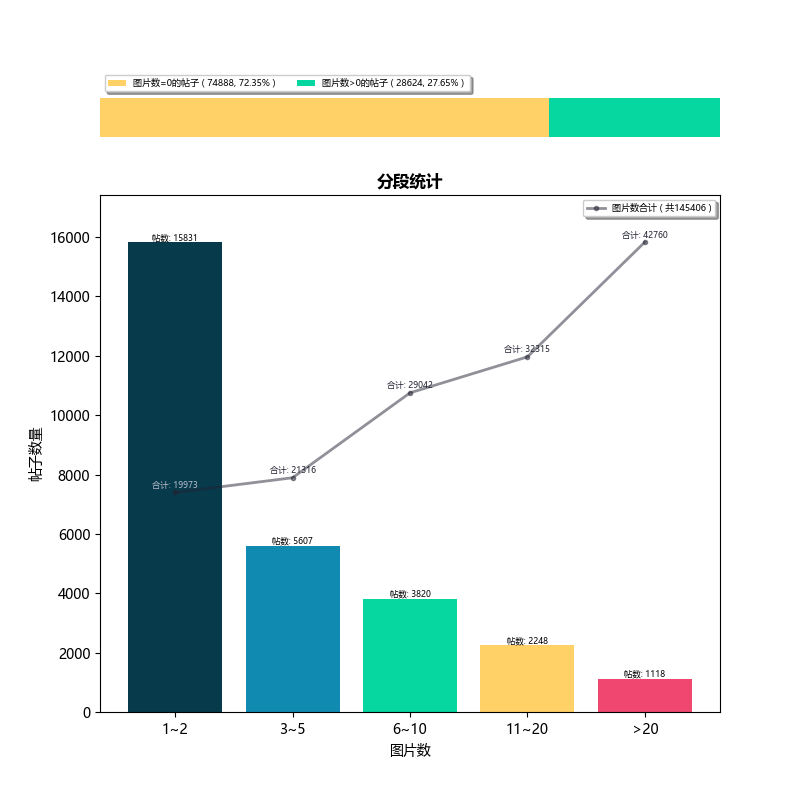 图片数=0的帖子 ( 74888, 72.35% ) 图片数>0的帖子 ( 28624, 27.65% )
分段统计
图片数合计 ( 共145406 )
合计: 42760
帖数: 15831
16000
14000
合计: 32315
12000
合计: 29042
10000
帖子数量
合计: 21316
8000
合计: 19973
帖数: 5607
6000
帖数: 3820
4000
帖数: 2248
2000
帖数: 1118
0
1~2 3~5 6~10 11~20 >20
图片数